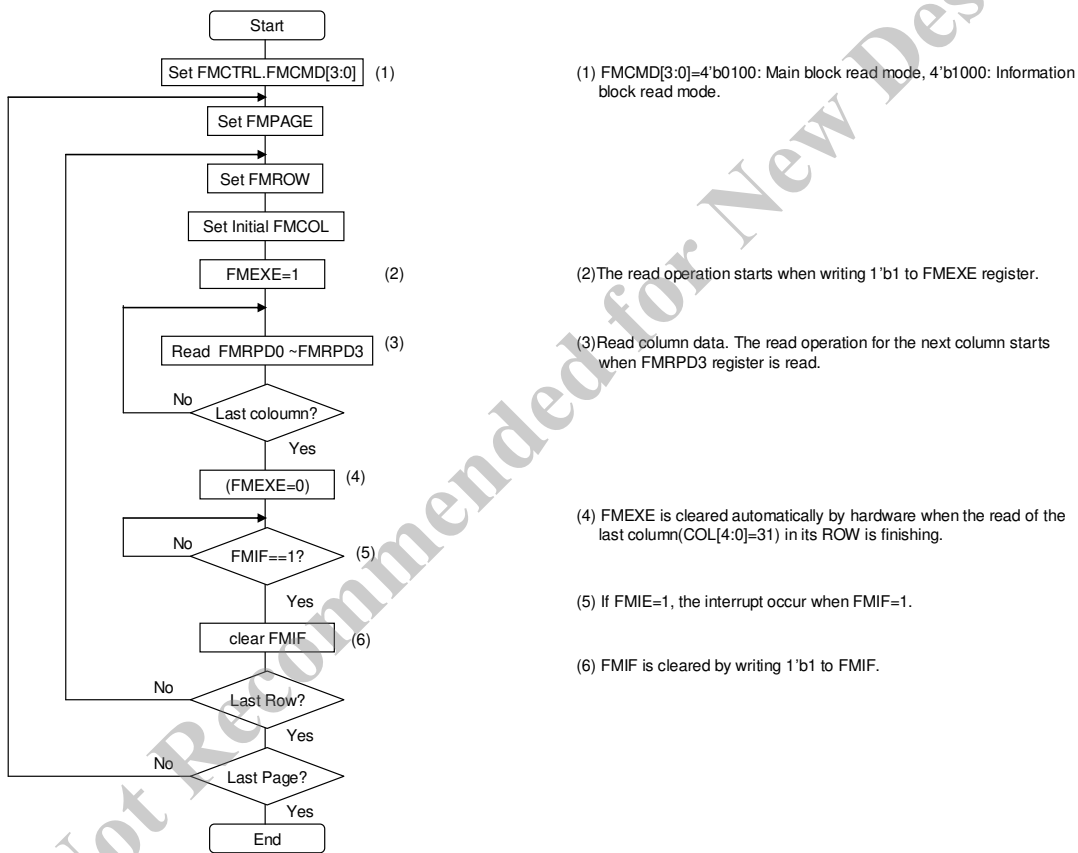 Start
Set FMCTRL.FMCMD[3:0] (1)
(1) FMCMD[3:0]=4'b0100: Main block read mode, 4'b1000: Information
block read mode.
Set FMPAGE
Set FMROW
Set Initial FMCOL
FMEXE=1 (2)
(2)The read operation starts when writing 1'b1 to FMEXE register.
Read FMRPD0 ~FMRPD3 (3)
(3)Read column data. The read operation for the next column starts
when FMRPD3 register is read.
No
Last coloumn?
Yes
(FMEXE=0) (4)
(4) FMEXE is cleared automatically by hardware when the read of the
last column(COL[4:0]=31) in its ROW is finishing.
No
FMIF==1? (5)
Yes
(5) If FMIE=1, the interrupt occur when FMIF=1.
clear FMIF (6)
(6) FMIF is cleared by writing 1'b1 to FMIF.
No
Last Row?
Yes
No
Last Page?
Yes
End
Not Recommended for New Des